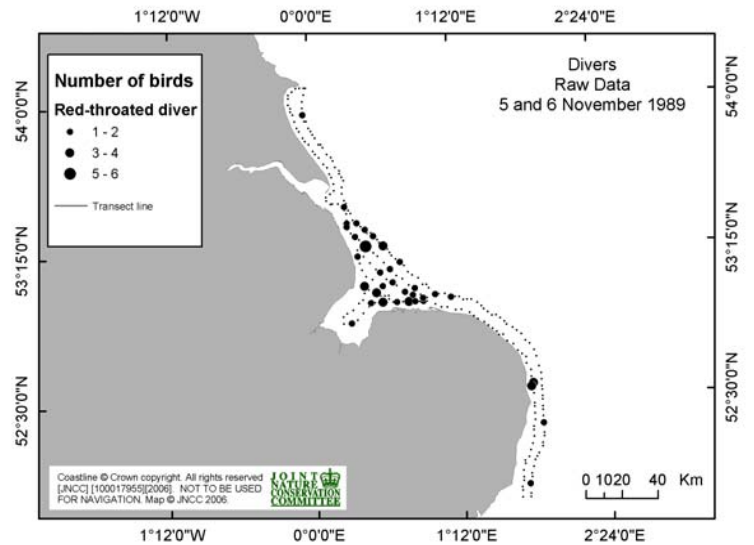 1°12'0"W 0°0'0"E 1°12'0"E 2°24'0"E
Divers
Raw Data
5 and 6 November 1989
Number of birds
Red-throated diver
1 - 2
3 - 4
5 - 6
Transect line
54°0'0"N
53°15'0"N
52°30'0"N
54°0'0"N
53°15'0"N
52°30'0"N
Coastline © Crown copyright. All rights reserved
[JNCC] [100017955][2006]. NOT TO BE USED
FOR NAVIGATION. Map © JNCC 2006.
JOINT
NATURE
CONSERVATION
COMMITTEE
0 1020 40 Km
1°12'0"W 0°0'0"E 1°12'0"E 2°24'0"E